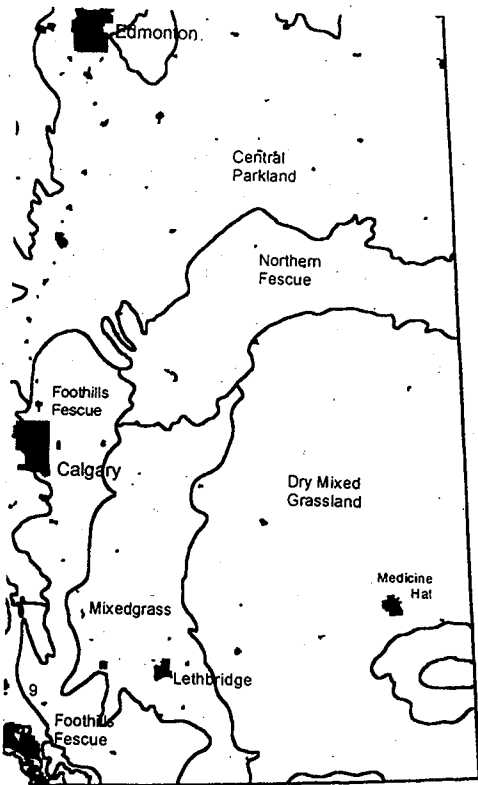 Edmonton
Central
Parkland
Northern
Fescue
Foothills
Fescue
Calgary
Dry Mixed
Grassland
Medicine
Hat
Mixedgrass
Lethbridge
9
Foothills
Fescue